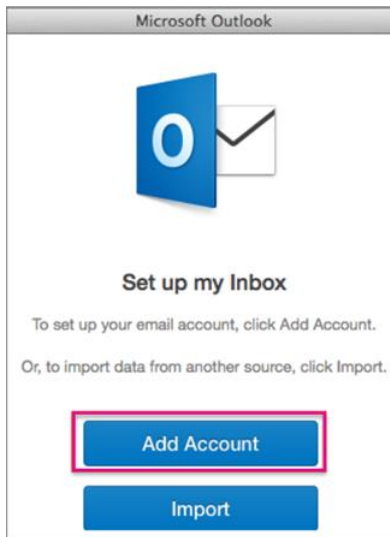 Microsoft Outlook
O
Set up my Inbox
To set up your email account, click Add Account.
Or, to import data from another source, click Import.
Add Account
Import